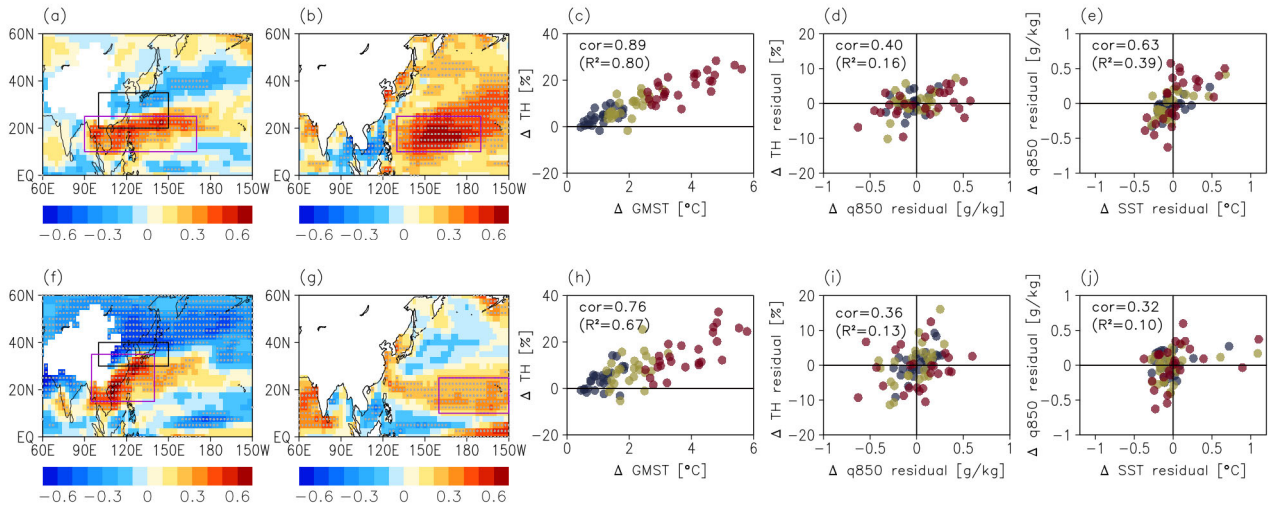 (a)
60N
40N
20N
EQ
60E
90E
120E
150E
180
150W
−0.6
−0.3
0
0.3
0.6
(b)
60E
90E
120E
150E
180
150W
−0.6
−0.3
0
0.3
0.6
(c)
cor=0.89
(R²=0.80)
Δ TH [%]
40
20
0
−20
0
2
4
6
Δ GMST [°C]
(d)
cor=0.40
(R²=0.16)
Δ TH residual [%]
20
10
0
−10
−20
−1
−0.5
0
0.5
1
Δ q850 residual [g/kg]
(e)
cor=0.63
(R²=0.39)
Δ q850 residual [g/kg]
1
0.5
0
−0.5
−1
−1
−0.5
0
0.5
1
Δ SST residual [°C]
(f)
60N
40N
20N
EQ
60E
90E
120E
150E
180
150W
−0.6
−0.3
0
0.3
0.6
(g)
60E
90E
120E
150E
180
150W
−0.6
−0.3
0
0.3
0.6
(h)
cor=0.76
(R²=0.67)
Δ TH [%]
40
20
0
−20
0
2
4
6
Δ GMST [°C]
(i)
cor=0.36
(R²=0.13)
Δ TH residual [%]
20
10
0
−10
−20
−1
−0.5
0
0.5
1
Δ q850 residual [g/kg]
(j)
cor=0.32
(R²=0.10)
Δ q850 residual [g/kg]
1
0.5
0
−0.5
−1
−1
−0.5
0
0.5
1
Δ SST residual [°C]